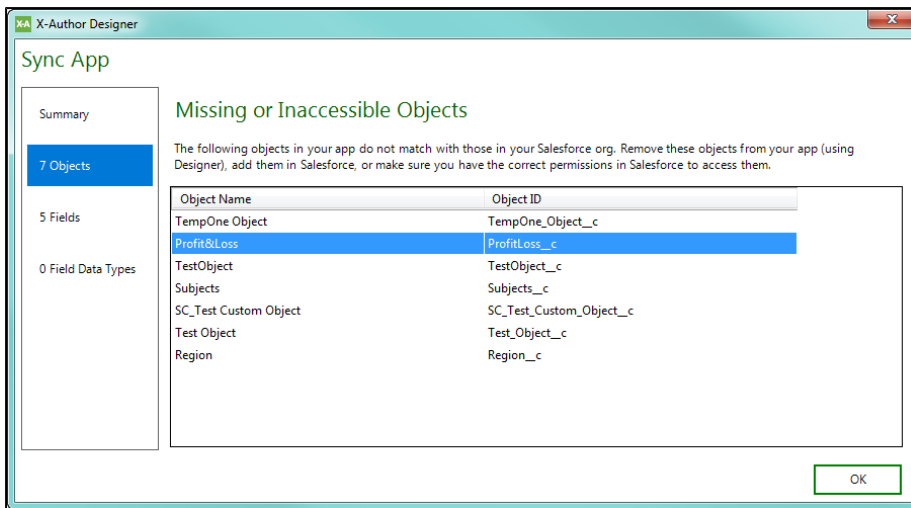 X-A X-Author Designer
Sync App
Summary
7 Objects
5 Fields
0 Field Data Types
Missing or Inaccessible Objects
The following objects in your app do not match with those in your Salesforce org. Remove these objects from your app (using
Designer), add them in Salesforce, or make sure you have the correct permissions in Salesforce to access them.
Object Name Object ID
TempOne Object TempOne_Object__c
Profit&Loss ProfitLoss__c
TestObject TestObject__c
Subjects Subjects__c
SC_Test Custom Object SC_Test_Custom_Object__c
Test Object Test_Object__c
Region Region__c
OK